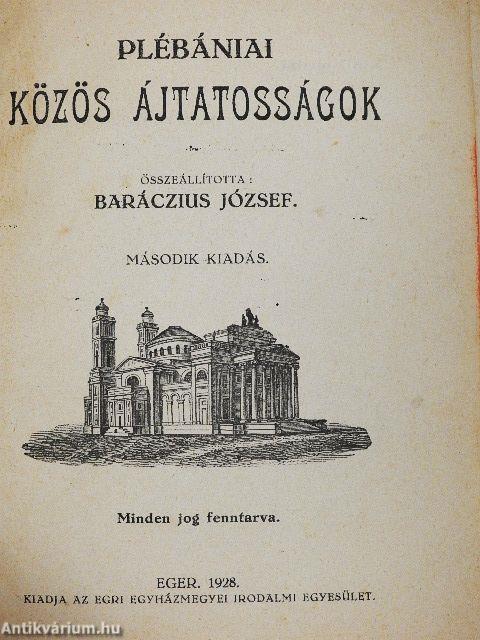 PLÉBÁNIAI
KÖZÖS ÁJTATOSSÁGOK
ÖSSZEÁLLÍTOTTA:
BARÁCZIUS JÓZSEF.
MÁSODIK KIADÁS.
Minden jog fenntarva.
EGER. 1928.
KIADJA AZ EGRI EGYHÁZMEGYEI IRODALMI EGYESÜLET.
Antikvárium.hu